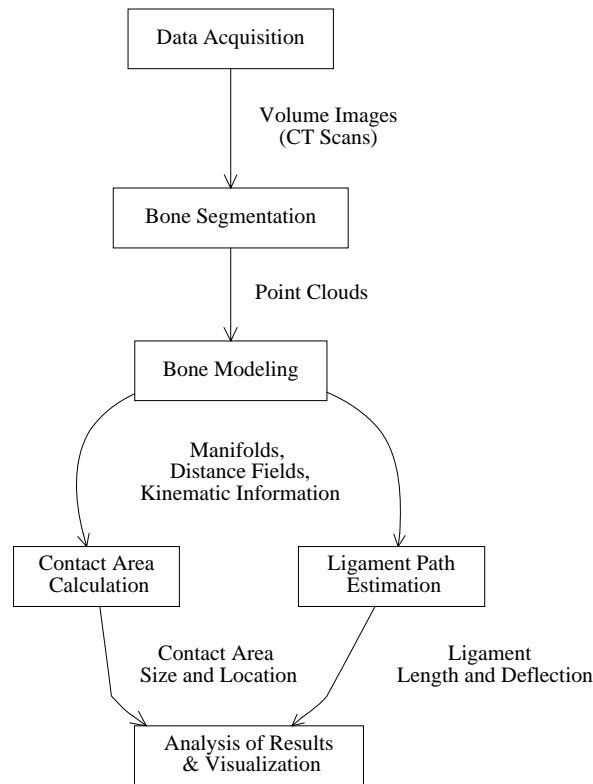 Data Acquisition
Volume Images
(CT Scans)
Bone Segmentation
Point Clouds
Bone Modeling
Manifolds,
Distance Fields,
Kinematic Information
Contact Area
Calculation
Ligament Path
Estimation
Contact Area
Size and Location
Ligament
Length and Deflection
Analysis of Results
& Visualization